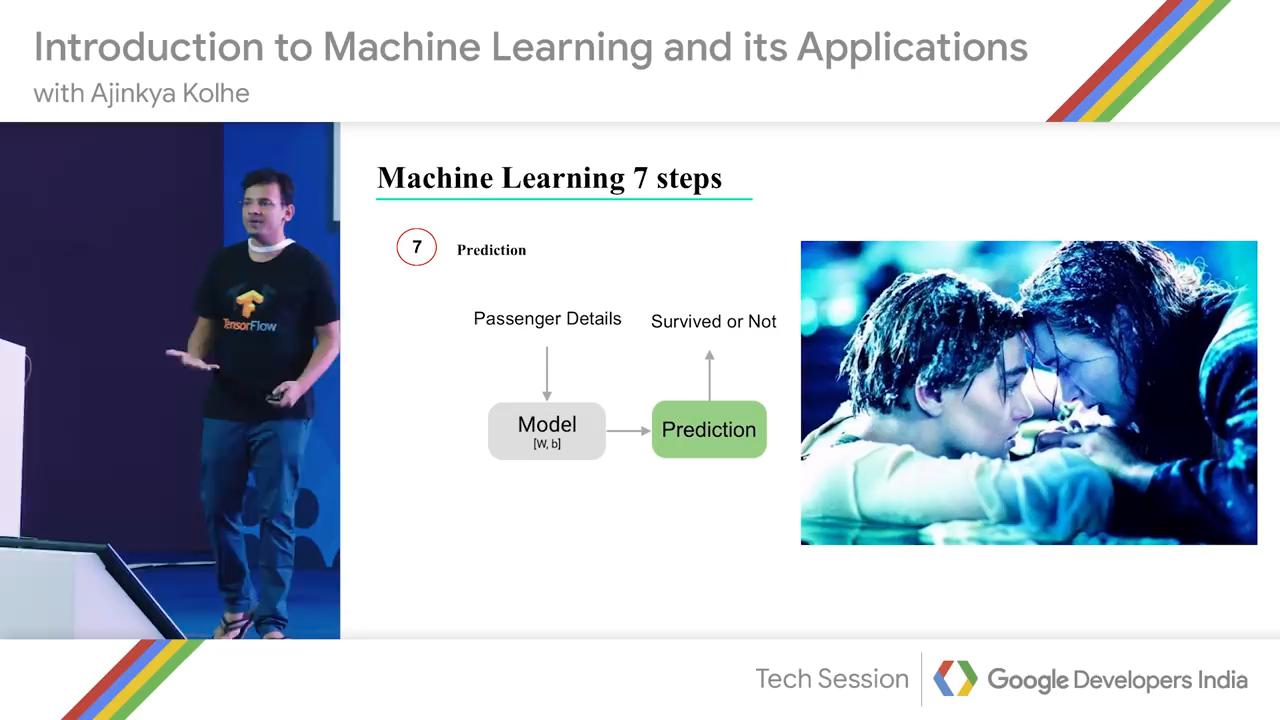 Introduction to Machine Learning and its Applications
with Ajinkya Kolhe
Machine Learning 7 steps
7
Prediction
Passenger Details
Survived or Not
Model
[W, b]
Prediction
TensorFlow
Tech Session
Google Developers India